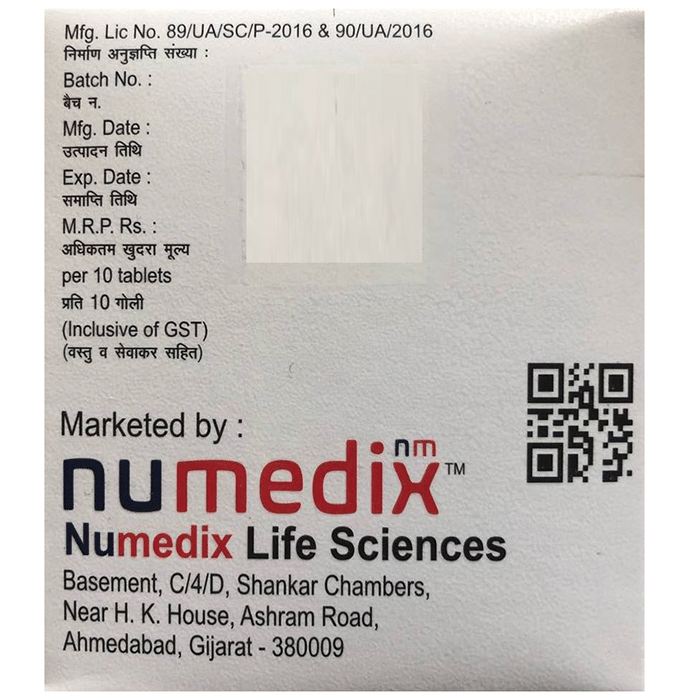 Mfg. Lic No. 89/UA/SC/P-2016 & 90/UA/2016
निर्माण अनुज्ञप्ति संख्या :
Batch No. :
बैच न.
Mfg. Date :
उत्पादन तिथि
Exp. Date :
समाप्ति तिथि
M.R.P. Rs. :
अधिकतम खुदरा मूल्य
per 10 tablets
प्रति 10 गोली
(Inclusive of GST)
(वस्तु व सेवाकर सहित)
Marketed by :
nm
numedix™
Numedix Life Sciences
Basement, C/4/D, Shankar Chambers,
Near H. K. House, Ashram Road,
Ahmedabad, Gijarat - 380009